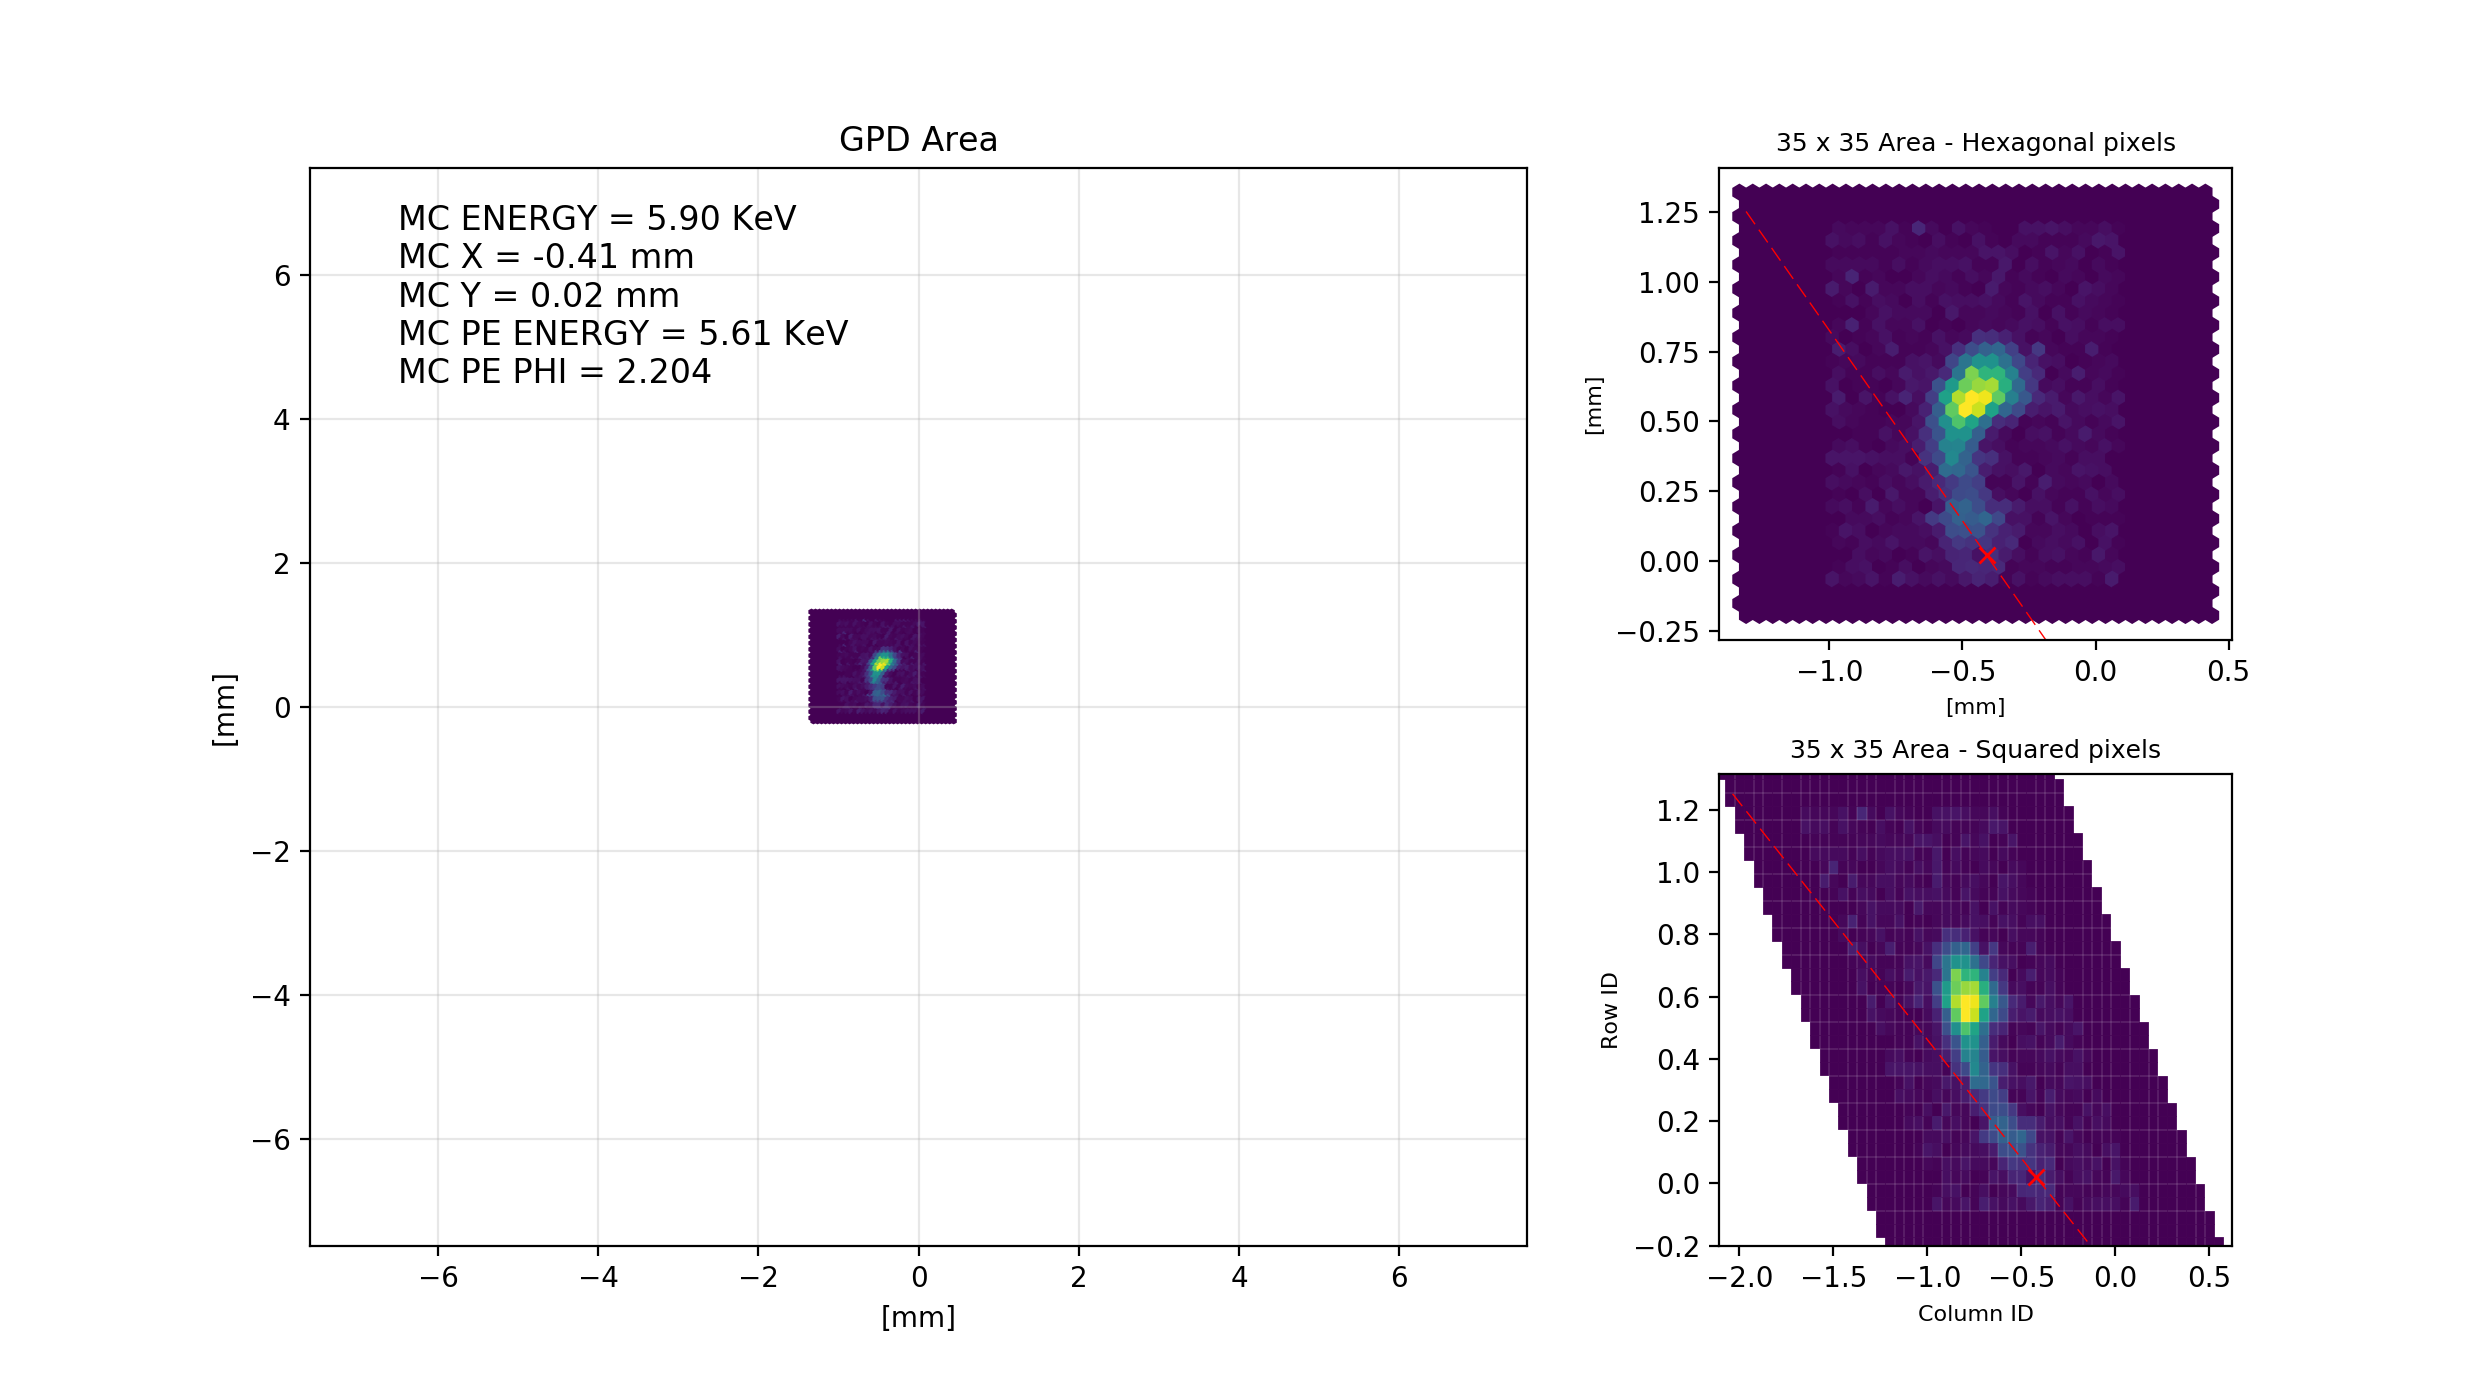 GPD Area
MC ENERGY = 5.90 KeV
MC X = -0.41 mm
MC Y = 0.02 mm
MC PE ENERGY = 5.61 KeV
MC PE PHI = 2.204
6
4
2
0
−2
−4
−6
[mm]
−6 −4 −2 0 2 4 6
[mm]
35 x 35 Area - Hexagonal pixels
1.25
1.00
0.75
0.50
0.25
0.00
−0.25
[mm]
−1.0 −0.5 0.0 0.5
[mm]
35 x 35 Area - Squared pixels
1.2
1.0
0.8
0.6
0.4
0.2
0.0
−0.2
Row ID
−2.0 −1.5 −1.0 −0.5 0.0 0.5
Column ID